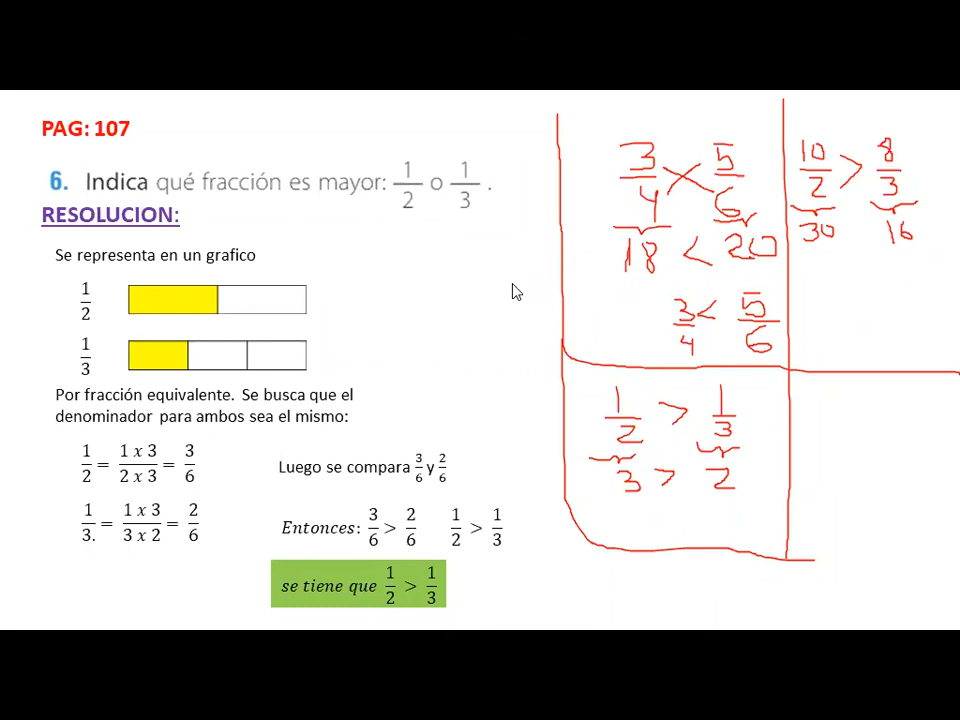 PAG: 107
6. Indica qué fracción es mayor: 1/2 o 1/3 .
RESOLUCION:
Se representa en un grafico
1/2
1/3
Por fracción equivalente. Se busca que el
denominador para ambos sea el mismo:
1/2 = 1 x 3/2 x 3 = 3/6
Luego se compara 3/6 y 2/6
1/3. = 1 x 3/3 x 2 = 2/6
Entonces: 3/6 > 2/6 1/2 > 1/3
se tiene que 1/2 > 1/3
3/4 × 5/6
18 < 20
3/4 < 5/6
10/2 > 8/3
30 16
1/2 > 1/3
3 > 2